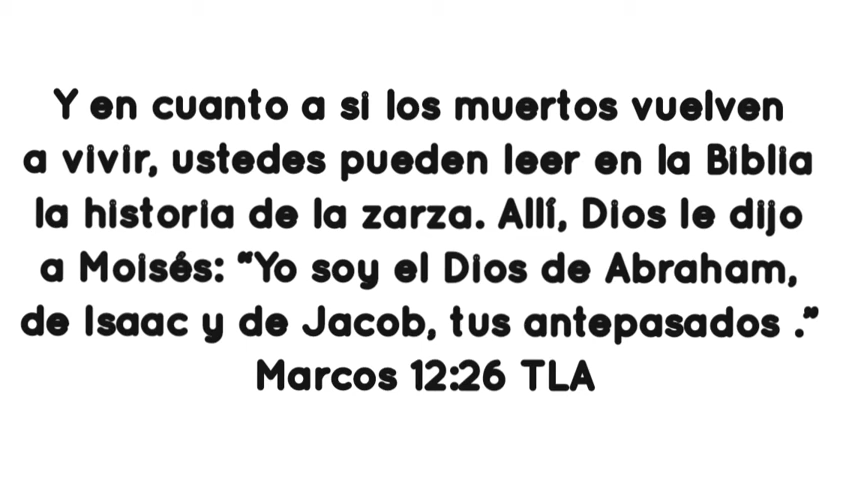 Y en cuanto a si los muertos vuelven
a vivir, ustedes pueden leer en la Biblia
la historia de la zarza. Allí, Dios le dijo
a Moisés: “Yo soy el Dios de Abraham,
de Isaac y de Jacob, tus antepasados .”
Marcos 12:26 TLA